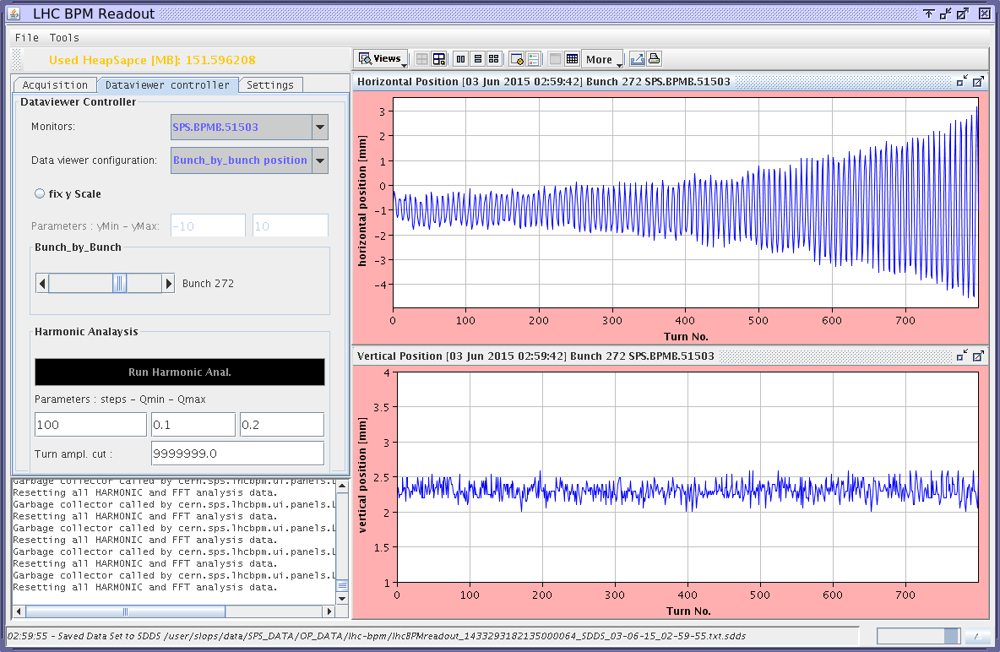 LHC BPM Readout
File Tools
Used HeapSapce [MB]: 151.596208
Views
More
Acquisition Dataviewer controller Settings
Dataviewer Controller
Monitors: SPS.BPMB.51503
Data viewer configuration: Bunch_by_bunch position
fix y Scale
Parameters : yMin - yMax: -10 10
Bunch_by_Bunch
Bunch 272
Harmonic Analaysis
Run Harmonic Anal.
Parameters : steps - Qmin - Qmax
100 0.1 0.2
Turn ampl. cut : 9999999.0
Garbage collector called by cern.sps.lhcbpm.ui.panels.L
Resetting all HARMONIC and FFT analysis data.
Garbage collector called by cern.sps.lhcbpm.ui.panels.L
Resetting all HARMONIC and FFT analysis data.
Garbage collector called by cern.sps.lhcbpm.ui.panels.L
Resetting all HARMONIC and FFT analysis data.
Garbage collector called by cern.sps.lhcbpm.ui.panels.L
Resetting all HARMONIC and FFT analysis data.
Garbage collector called by cern.sps.lhcbpm.ui.panels.L
Resetting all HARMONIC and FFT analysis data.
Horizontal Position [03 Jun 2015 02:59:42] Bunch 272 SPS.BPMB.51503
horizontal position [mm]
3
2
1
0
-1
-2
-3
-4
0 100 200 300 400 500 600 700
Turn No.
Vertical Position [03 Jun 2015 02:59:42] Bunch 272 SPS.BPMB.51503
vertical position [mm]
4
3.5
3
2.5
2
1.5
1
0 100 200 300 400 500 600 700
Turn No.
02:59:55 - Saved Data Set to SDDS /user/slops/data/SPS_DATA/OP_DATA/lhc-bpm/lhcBPMreadout_1433293182135000064_SDDS_03-06-15_02-59-55.txt.sdds